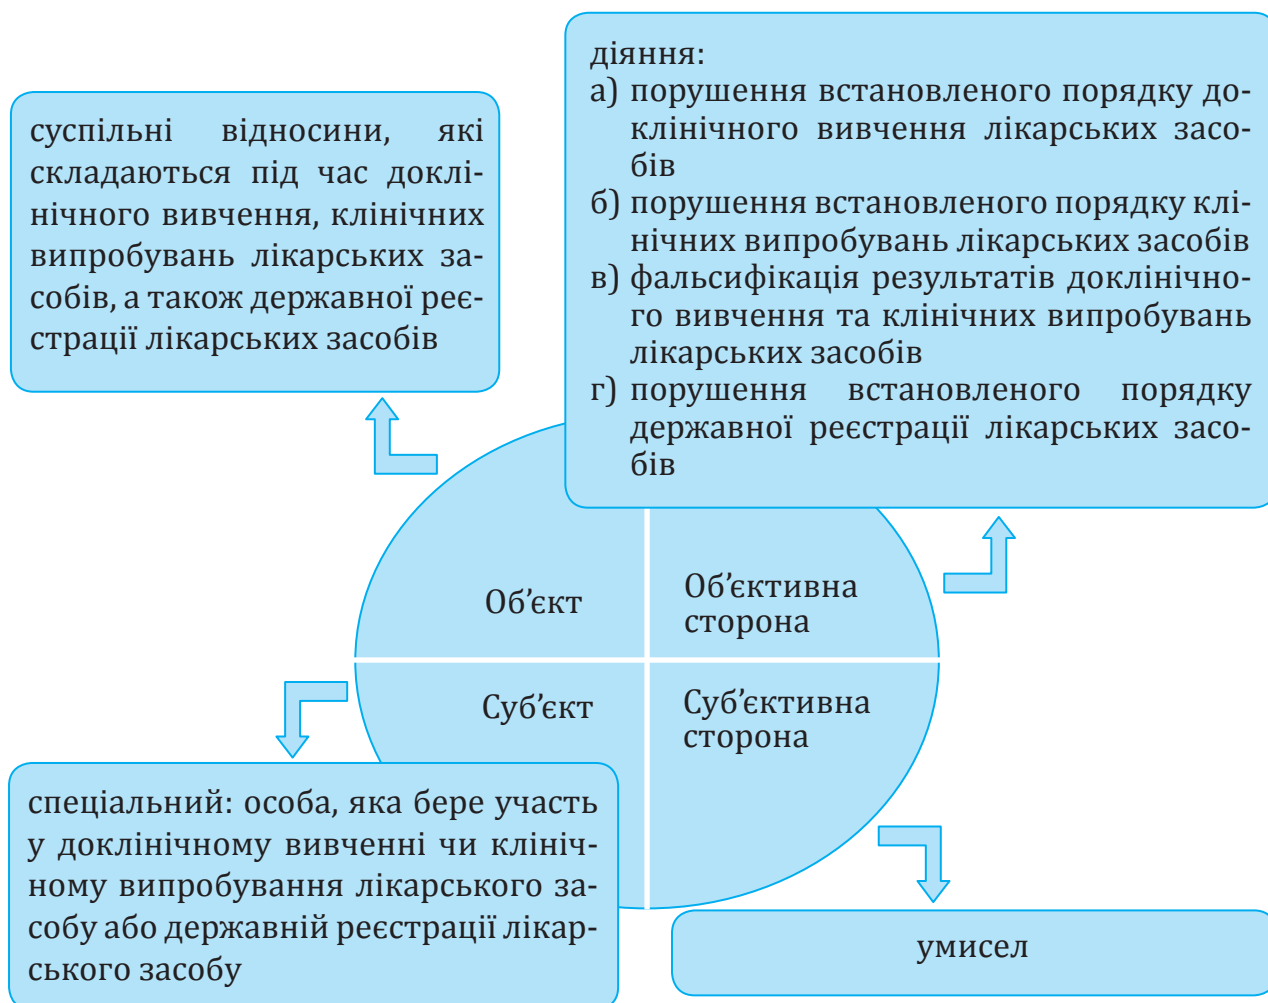 суспільні відносини, які
складаються під час доклі-
нічного вивчення, клінічних
випробувань лікарських за-
собів, а також державної реє-
страції лікарських засобів
діяння:
а) порушення встановленого порядку до-
клінічного вивчення лікарських засо-
бів
б) порушення встановленого порядку клі-
нічних випробувань лікарських засобів
в) фальсифікація результатів доклінічно-
го вивчення та клінічних випробувань
лікарських засобів
г) порушення встановленого порядку
державної реєстрації лікарських засо-
бів
Об’єкт
Об’єктивна
сторона
Суб’єкт
Суб’єктивна
сторона
спеціальний: особа, яка бере участь
у доклінічному вивченні чи клініч-
ному випробування лікарського за-
собу або державній реєстрації лікар-
ського засобу
умисел